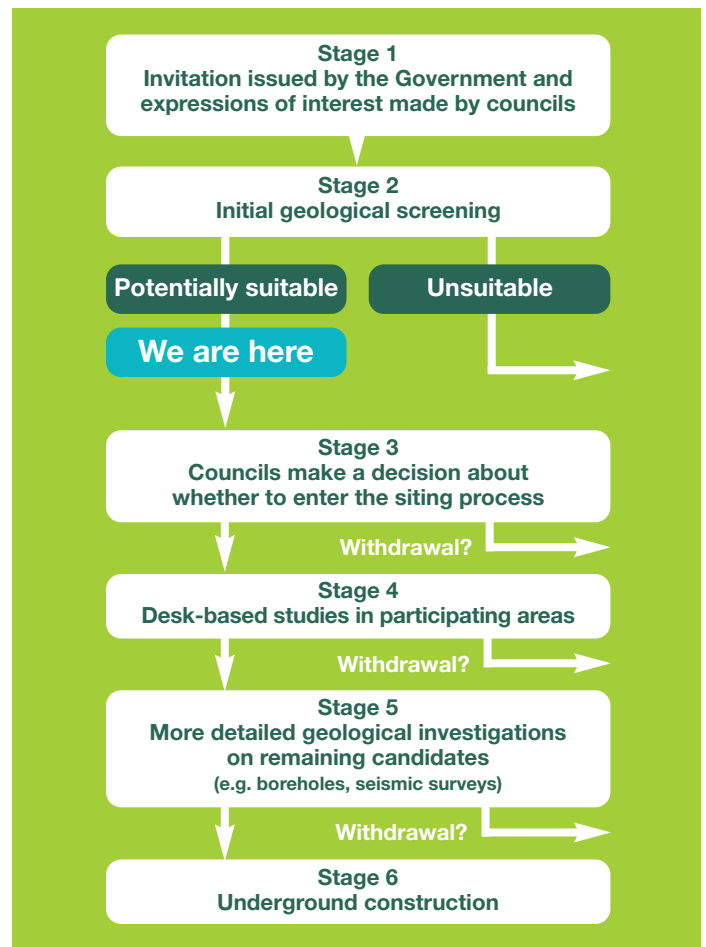 Stage 1
Invitation issued by the Government and
expressions of interest made by councils
Stage 2
Initial geological screening
Potentially suitable
Unsuitable
We are here
Stage 3
Councils make a decision about
whether to enter the siting process
Withdrawal?
Stage 4
Desk-based studies in participating areas
Withdrawal?
Stage 5
More detailed geological investigations
on remaining candidates
(e.g. boreholes, seismic surveys)
Withdrawal?
Stage 6
Underground construction